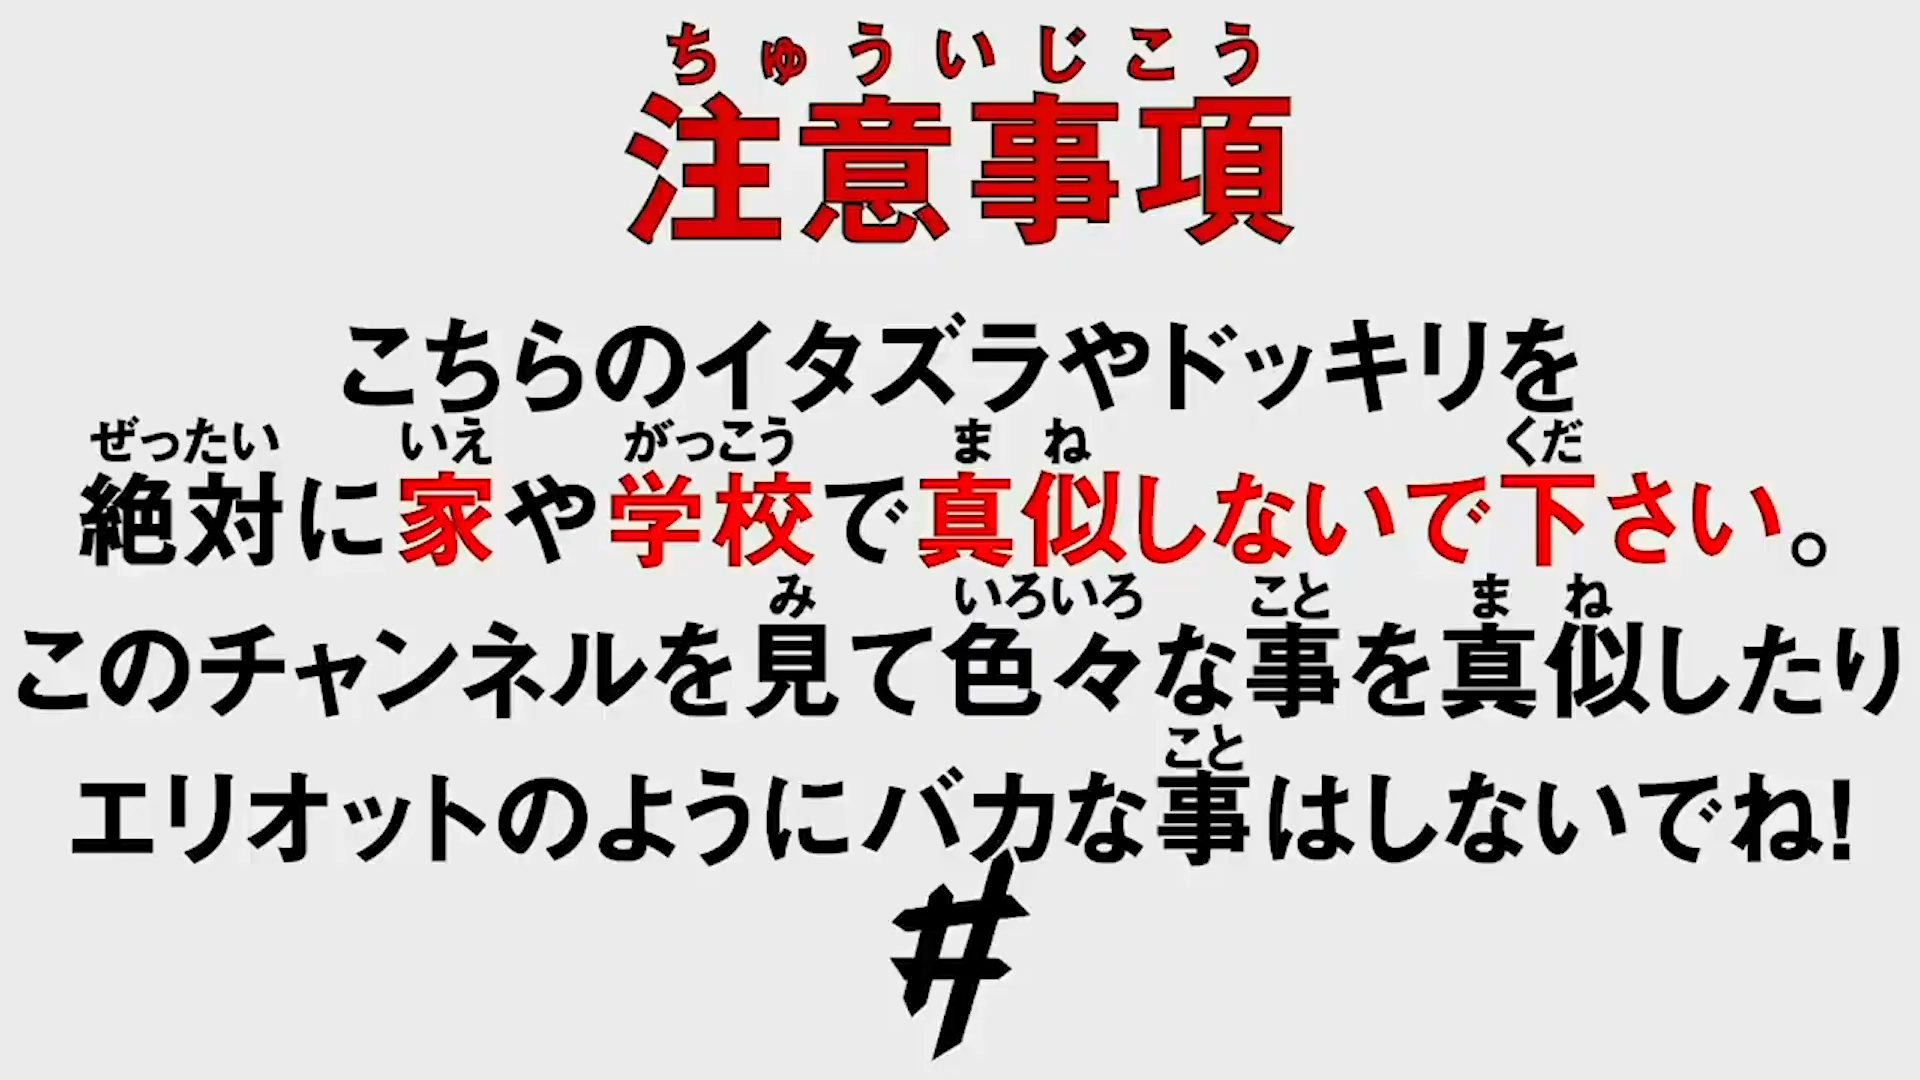 ちゅういじこう
注意事項
こちらのイタズラやドッキリを
ぜったい いえ がっこう まね くだ
絶対に家や学校で真似しないで下さい。
み いろいろ こと まね
このチャンネルを見て色々な事を真似したり
こと
エリオットのようにバカな事はしないでね!
#